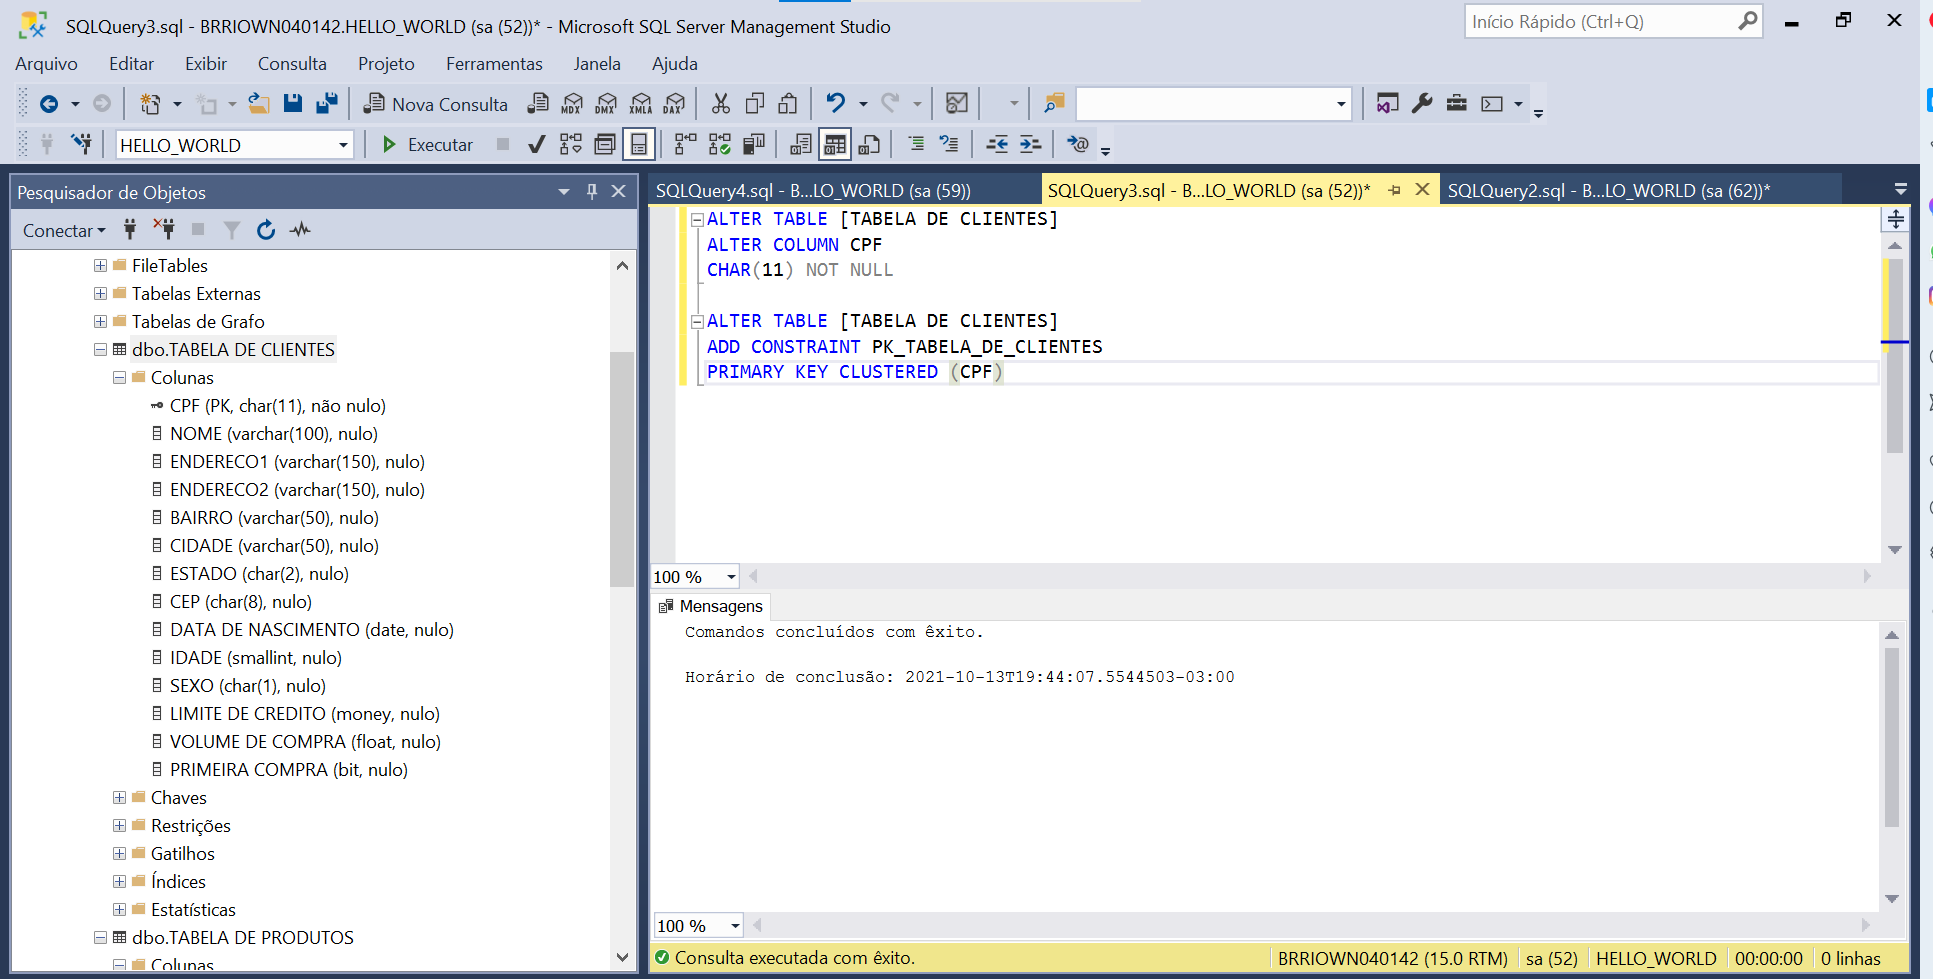 SQLQuery3.sql - BRRIOWN040142.HELLO_WORLD (sa (52))* - Microsoft SQL Server Management Studio
Início Rápido (Ctrl+Q)
Arquivo Editar Exibir Consulta Projeto Ferramentas Janela Ajuda
Nova Consulta MDX DMX XMLA DAX
HELLO_WORLD Executar
Pesquisador de Objetos
Conectar
FileTables
Tabelas Externas
Tabelas de Grafo
dbo.TABELA DE CLIENTES
Colunas
CPF (PK, char(11), não nulo)
NOME (varchar(100), nulo)
ENDERECO1 (varchar(150), nulo)
ENDERECO2 (varchar(150), nulo)
BAIRRO (varchar(50), nulo)
CIDADE (varchar(50), nulo)
ESTADO (char(2), nulo)
CEP (char(8), nulo)
DATA DE NASCIMENTO (date, nulo)
IDADE (smallint, nulo)
SEXO (char(1), nulo)
LIMITE DE CREDITO (money, nulo)
VOLUME DE COMPRA (float, nulo)
PRIMEIRA COMPRA (bit, nulo)
Chaves
Restrições
Gatilhos
Índices
Estatísticas
dbo.TABELA DE PRODUTOS
Colunas
SQLQuery4.sql - B...LO_WORLD (sa (59)) SQLQuery3.sql - B...LO_WORLD (sa (52))* SQLQuery2.sql - B...LO_WORLD (sa (62))*
ALTER TABLE [TABELA DE CLIENTES]
ALTER COLUMN CPF
CHAR(11) NOT NULL
ALTER TABLE [TABELA DE CLIENTES]
ADD CONSTRAINT PK_TABELA_DE_CLIENTES
PRIMARY KEY CLUSTERED (CPF)
100 %
Mensagens
Comandos concluídos com êxito.
Horário de conclusão: 2021-10-13T19:44:07.5544503-03:00
100 %
Consulta executada com êxito. BRRIOWN040142 (15.0 RTM) sa (52) HELLO_WORLD 00:00:00 0 linhas